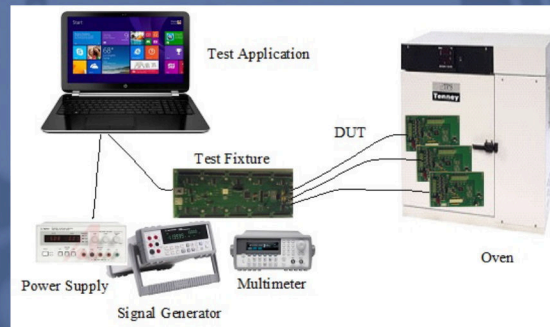 Start
Test Application
Tenney
DUT
Test Fixture
Power Supply
Signal Generator
Multimeter
Oven